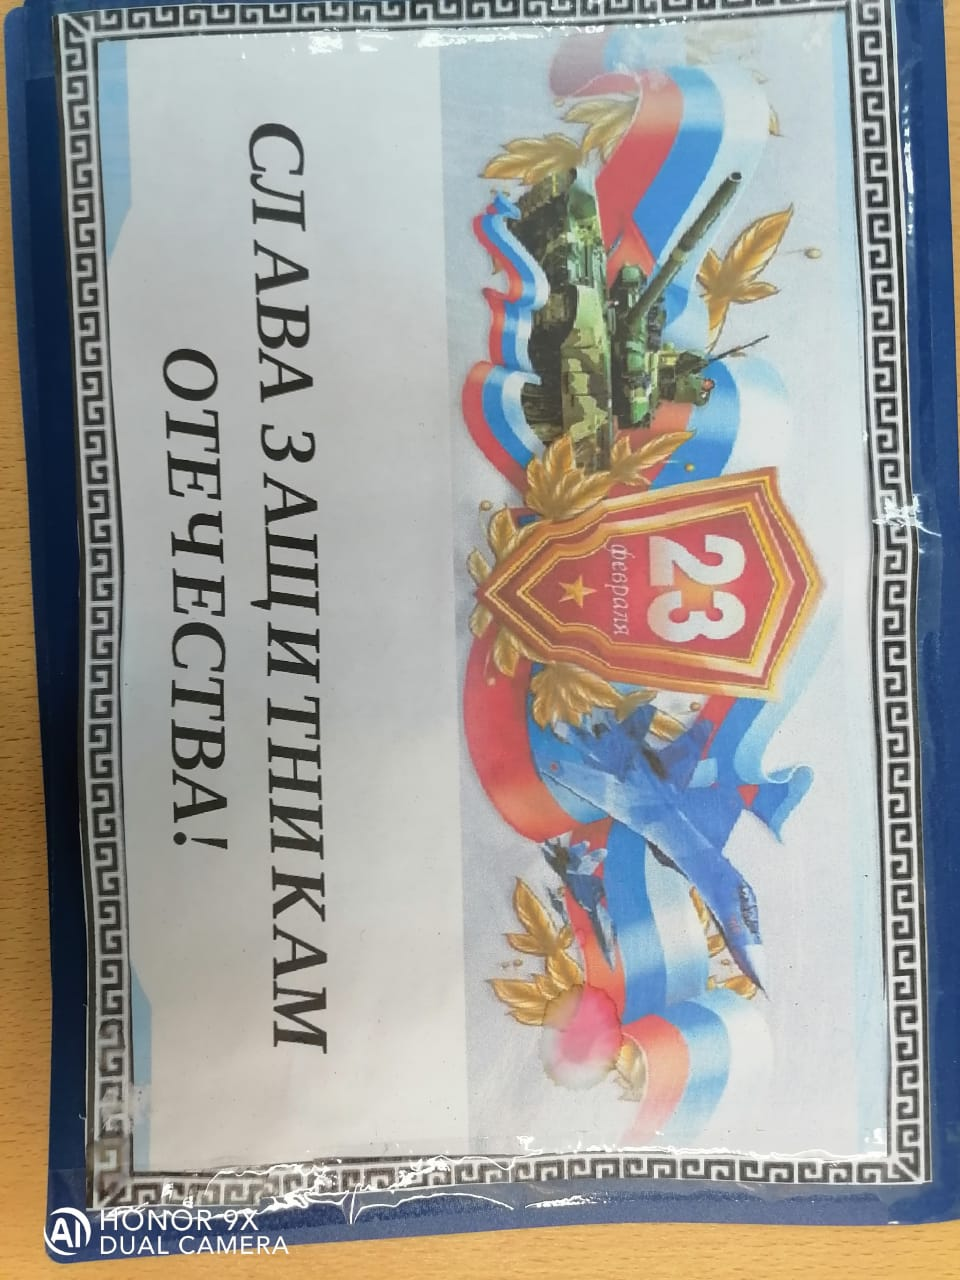 23
февраля
СЛАВА ЗАЩИТНИКАМ
ОТЕЧЕСТВА!
HONOR 9X
DUAL CAMERA